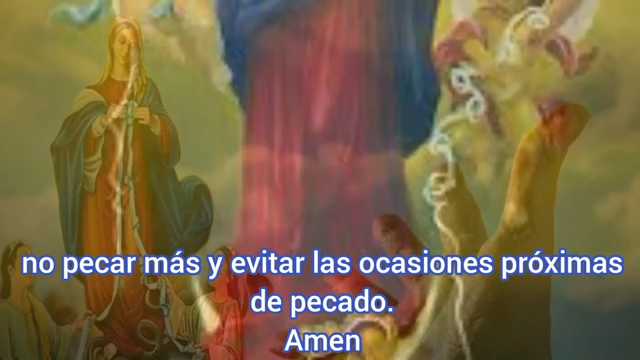 no pecar más y evitar las ocasiones próximas
de pecado.
Amen